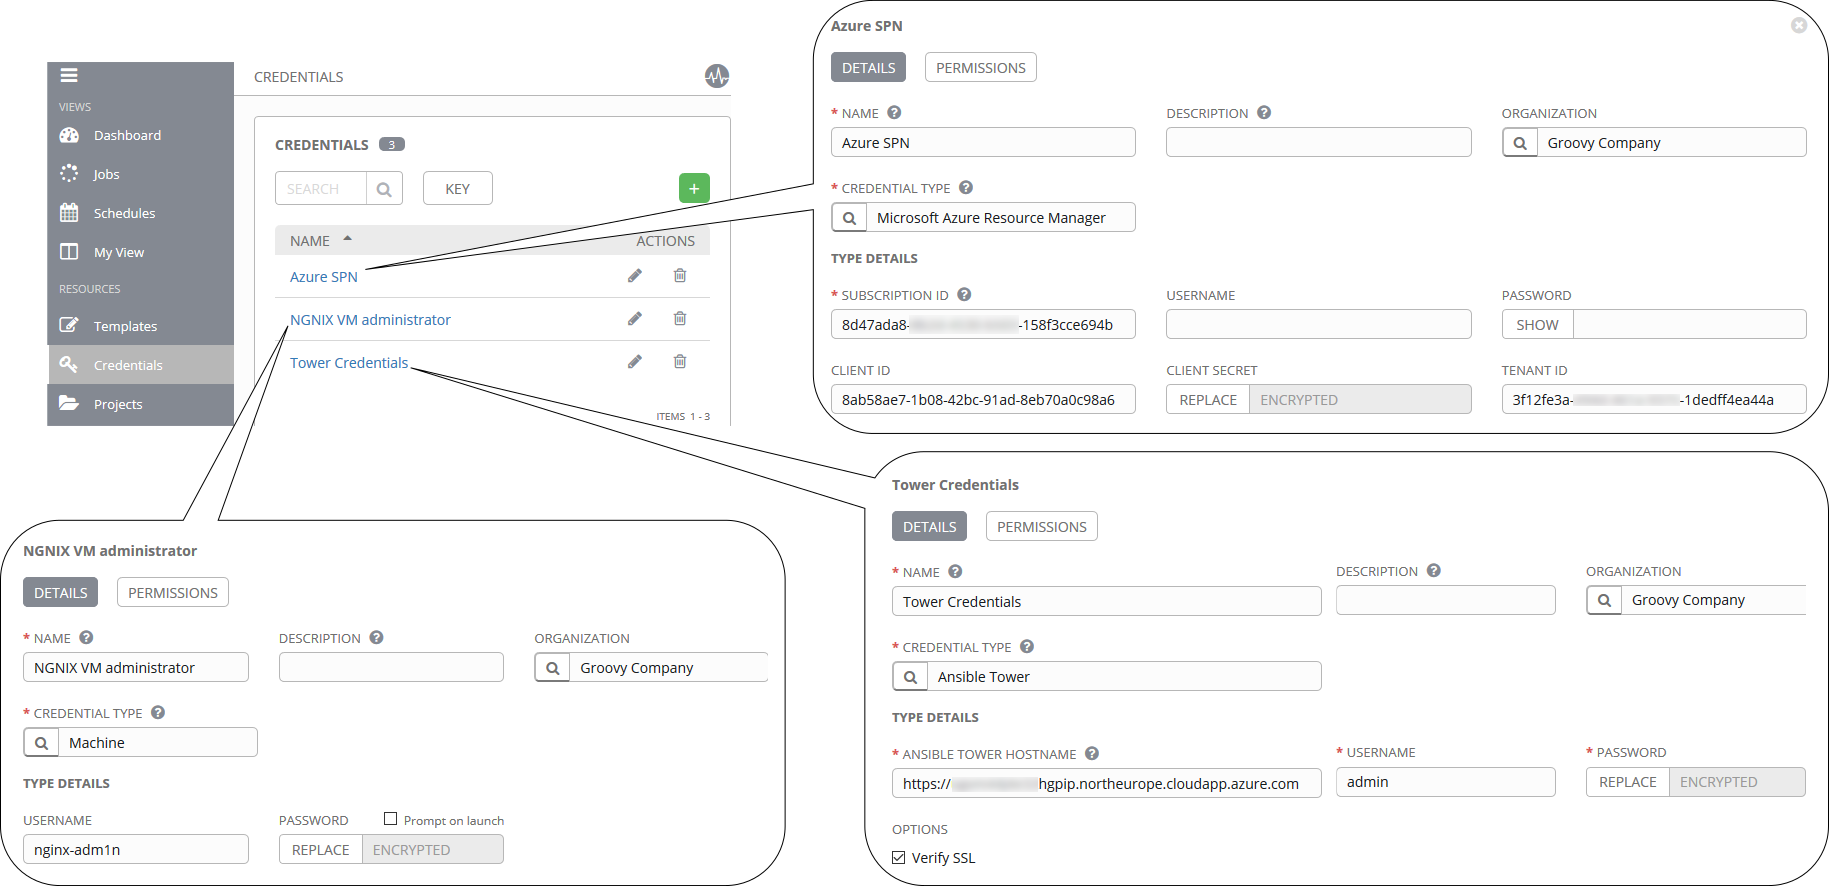 VIEWS
Dashboard
Jobs
Schedules
My View
RESOURCES
Templates
Credentials
Projects
CREDENTIALS
CREDENTIALS 3
SEARCH KEY +
NAME ACTIONS
Azure SPN
NGNIX VM administrator
Tower Credentials
ITEMS 1 - 3
Azure SPN
DETAILS PERMISSIONS
* NAME ? DESCRIPTION ? ORGANIZATION
Azure SPN Groovy Company
* CREDENTIAL TYPE ?
Microsoft Azure Resource Manager
TYPE DETAILS
* SUBSCRIPTION ID ? USERNAME PASSWORD
8d47ada8- -158f3cce694b SHOW
CLIENT ID CLIENT SECRET TENANT ID
8ab58ae7-1b08-42bc-91ad-8eb70a0c98a6 REPLACE ENCRYPTED 3f12fe3a- -1dedff4ea44a
NGNIX VM administrator
DETAILS PERMISSIONS
* NAME ? DESCRIPTION ? ORGANIZATION
NGNIX VM administrator Groovy Company
* CREDENTIAL TYPE ?
Machine
TYPE DETAILS
USERNAME PASSWORD Prompt on launch
nginx-adm1n REPLACE ENCRYPTED
Tower Credentials
DETAILS PERMISSIONS
* NAME ? DESCRIPTION ? ORGANIZATION
Tower Credentials Groovy Company
* CREDENTIAL TYPE ?
Ansible Tower
TYPE DETAILS
* ANSIBLE TOWER HOSTNAME ? * USERNAME * PASSWORD
https:// hgpip.northeurope.cloudapp.azure.com admin REPLACE ENCRYPTED
OPTIONS
Verify SSL